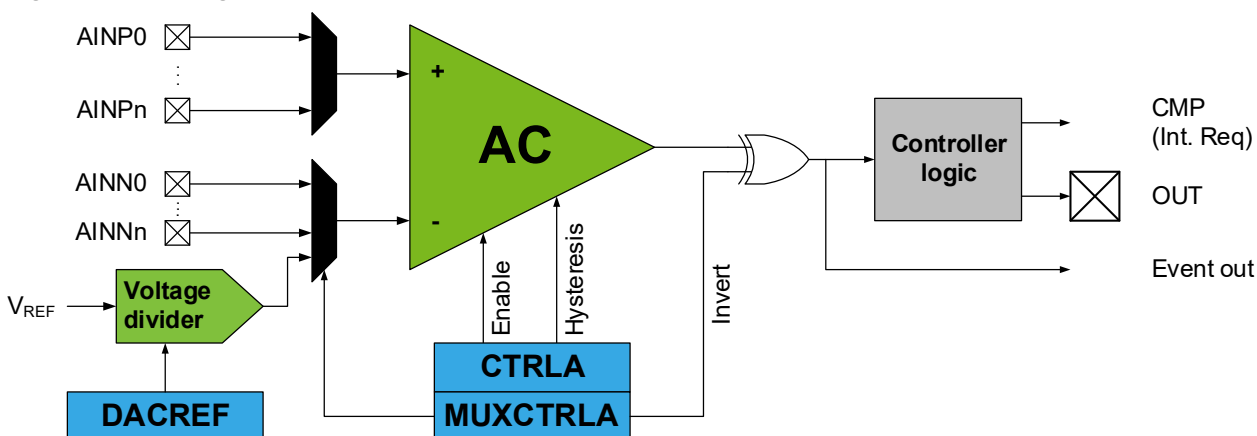 AINP0
AINPn
AINN0
AINNn
VREF
Voltage
divider
DACREF
+
AC
-
Enable
Hysteresis
Invert
CTRLA
MUXCTRLA
Controller
logic
CMP
(Int. Req)
OUT
Event out